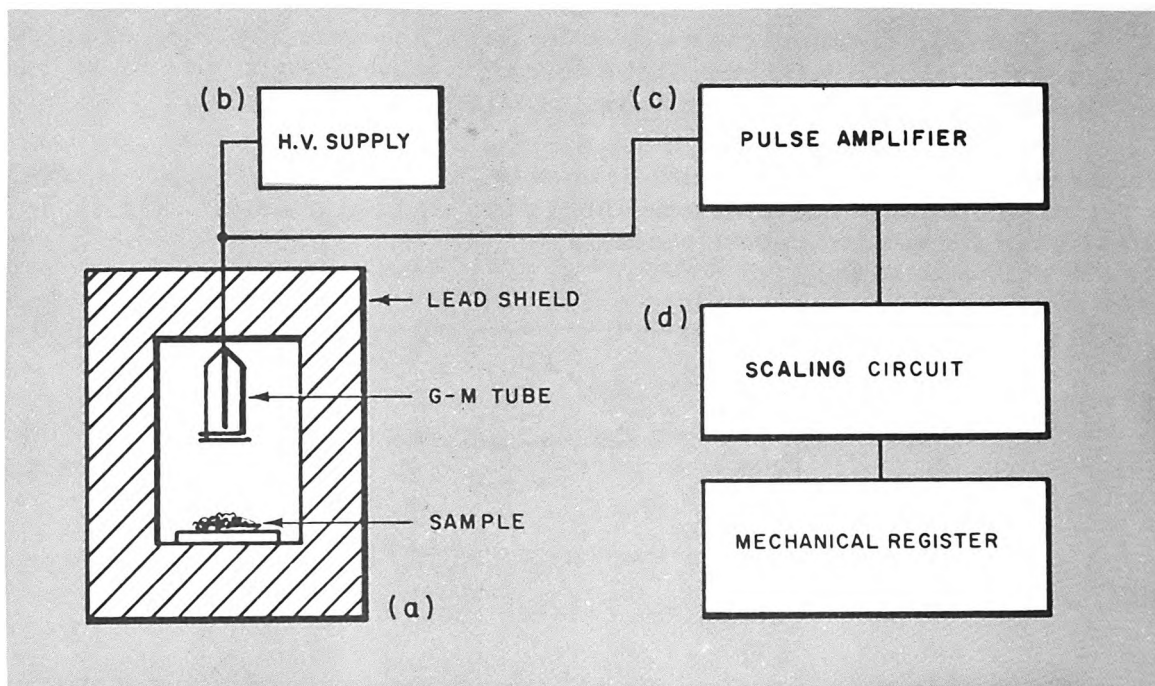 (b)
H.V. SUPPLY
(c)
PULSE AMPLIFIER
LEAD SHIELD
(d)
SCALING CIRCUIT
G-M TUBE
SAMPLE
MECHANICAL REGISTER
(a)